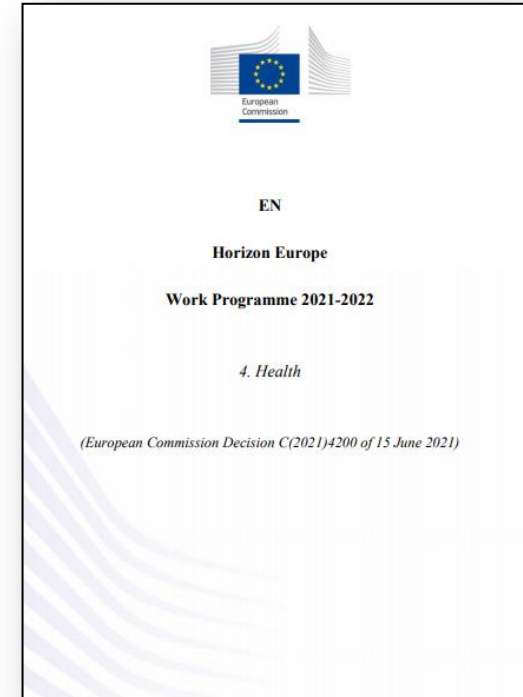 European
Commission
EN
Horizon Europe
Work Programme 2021-2022
4. Health
(European Commission Decision C(2021)4200 of 15 June 2021)